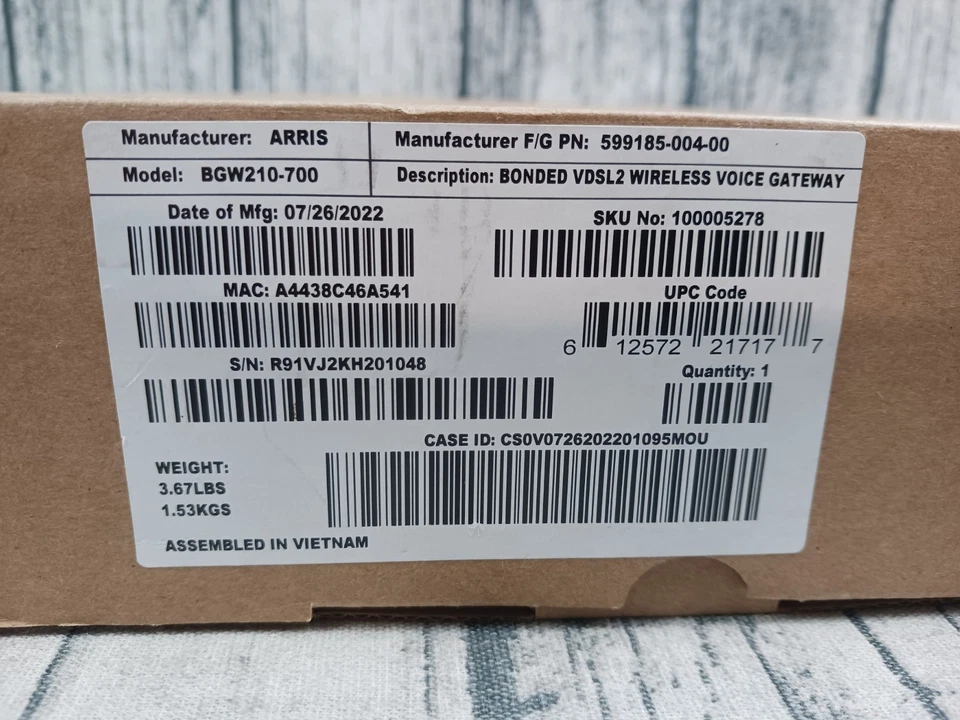 Manufacturer: ARRIS
Manufacturer F/G PN: 599185-004-00
Model: BGW210-700
Description: BONDED VDSL2 WIRELESS VOICE GATEWAY
Date of Mfg: 07/26/2022
SKU No: 100005278
MAC: A4438C46A541
UPC Code
6 12572 21717 7
S/N: R91VJ2KH201048
Quantity: 1
CASE ID: CS0V0726202201095MOU
WEIGHT:
3.67LBS
1.53KGS
ASSEMBLED IN VIETNAM